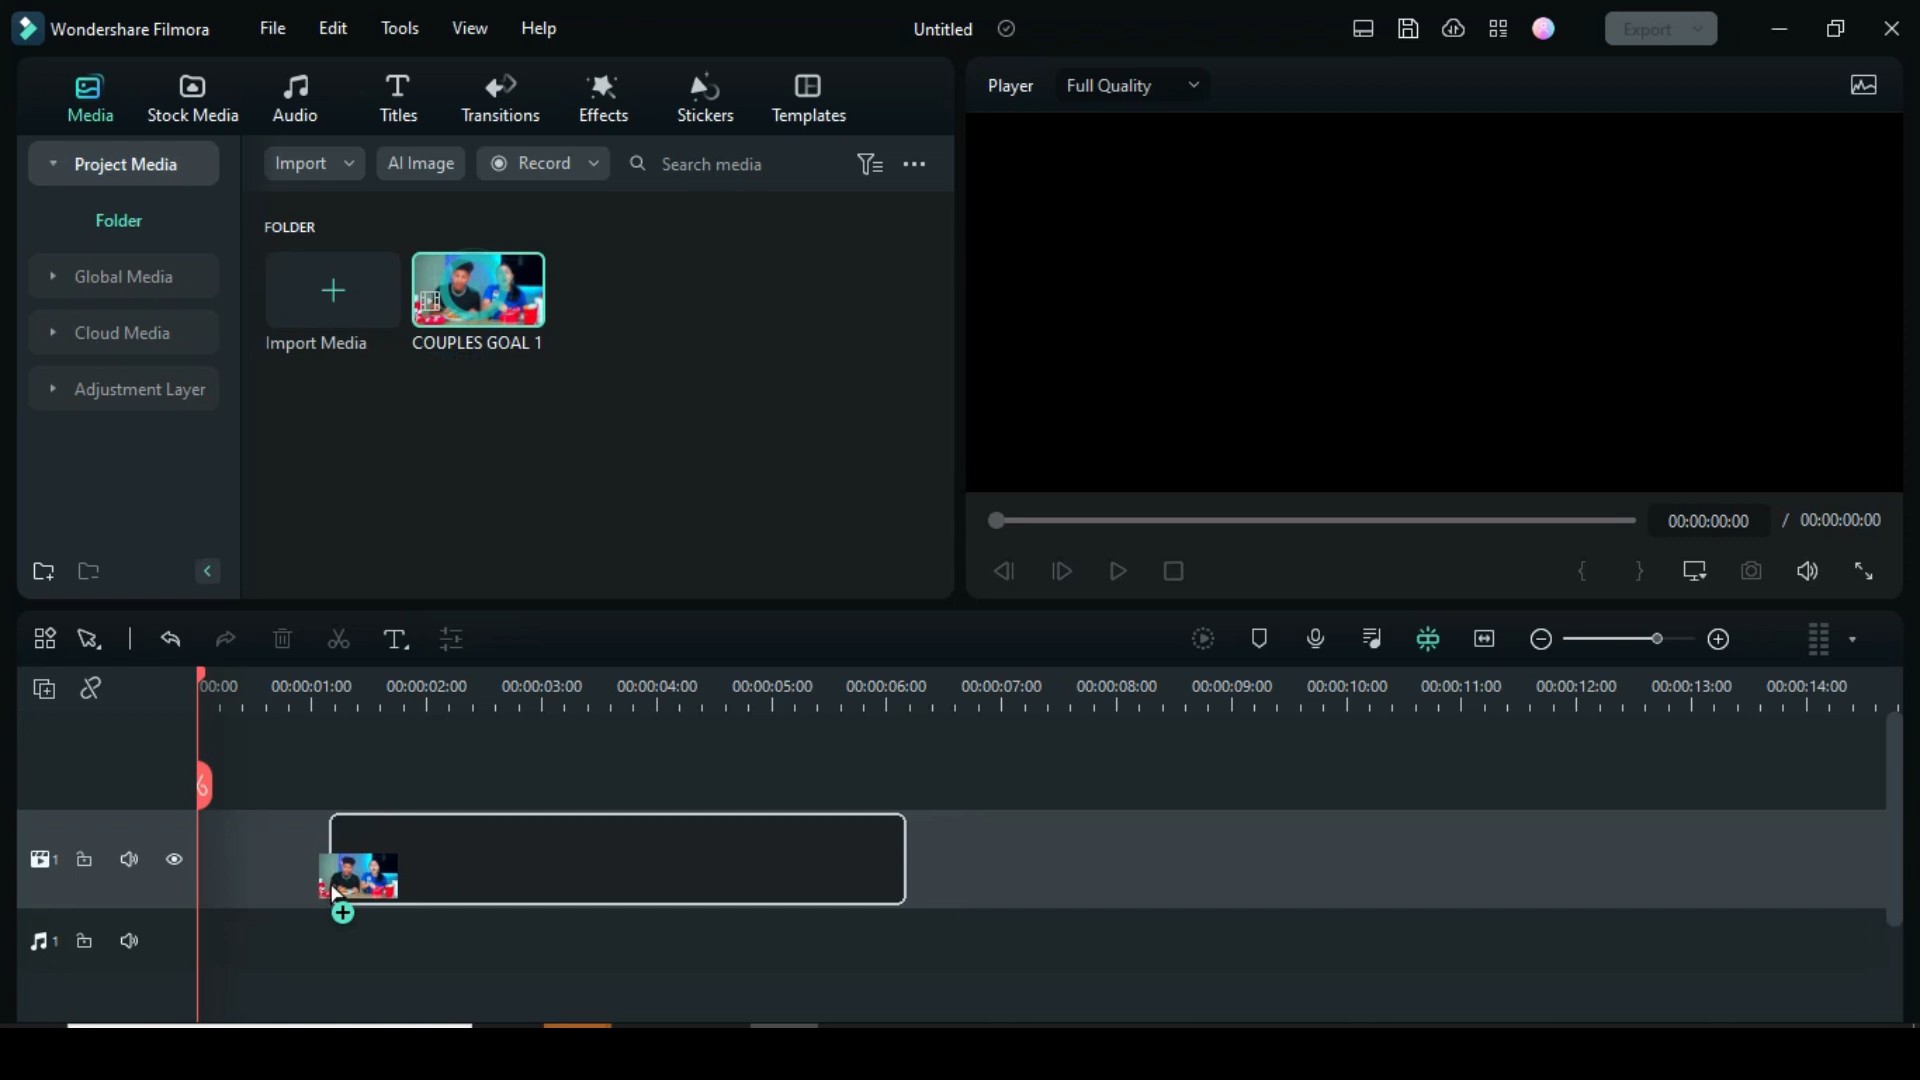 Wondershare Filmora File Edit Tools View Help Untitled Export
Media Stock Media Audio Titles Transitions Effects Stickers Templates
Player Full Quality
Project Media
Import AI Image Record Search media
Folder
FOLDER
Global Media
Cloud Media
Import Media COUPLES GOAL 1
Adjustment Layer
00:00:00:00 / 00:00:00:00
00:00 00:00:01:00 00:00:02:00 00:00:03:00 00:00:04:00 00:00:05:00 00:00:06:00 00:00:07:00 00:00:08:00 00:00:09:00 00:00:10:00 00:00:11:00 00:00:12:00 00:00:13:00 00:00:14:00
1
1